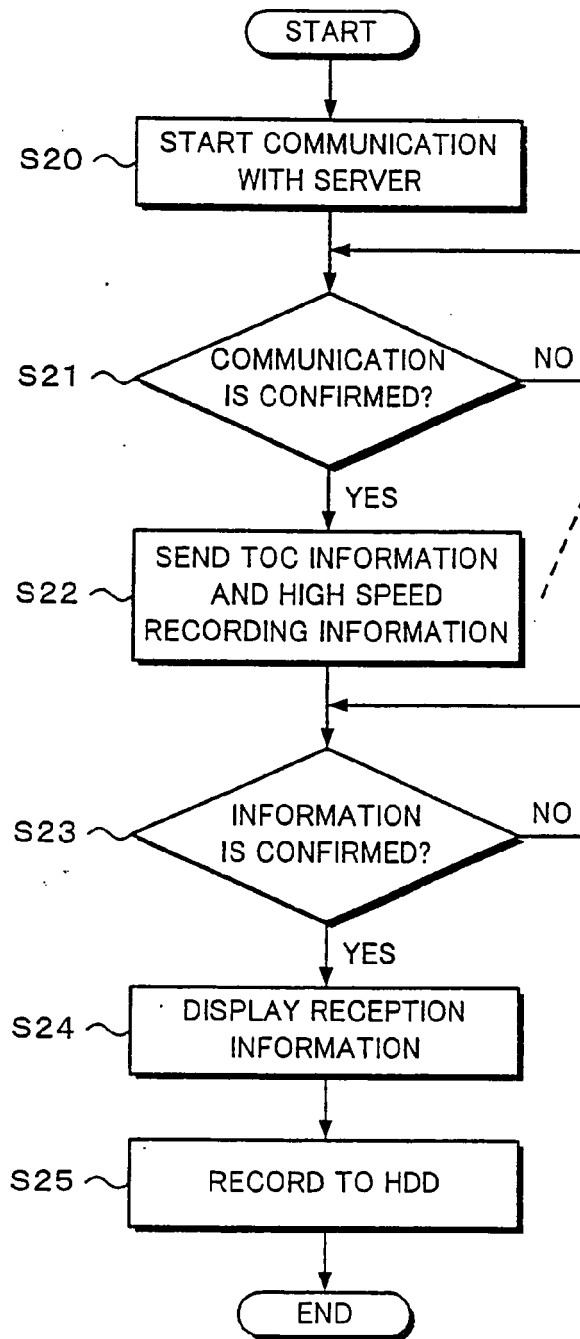 START
S20
START COMMUNICATION
WITH SERVER
S21
COMMUNICATION
IS CONFIRMED?
NO
YES
S22
SEND TOC INFORMATION
AND HIGH SPEED
RECORDING INFORMATION
S23
INFORMATION
IS CONFIRMED?
NO
YES
S24
DISPLAY RECEPTION
INFORMATION
S25
RECORD TO HDD
END